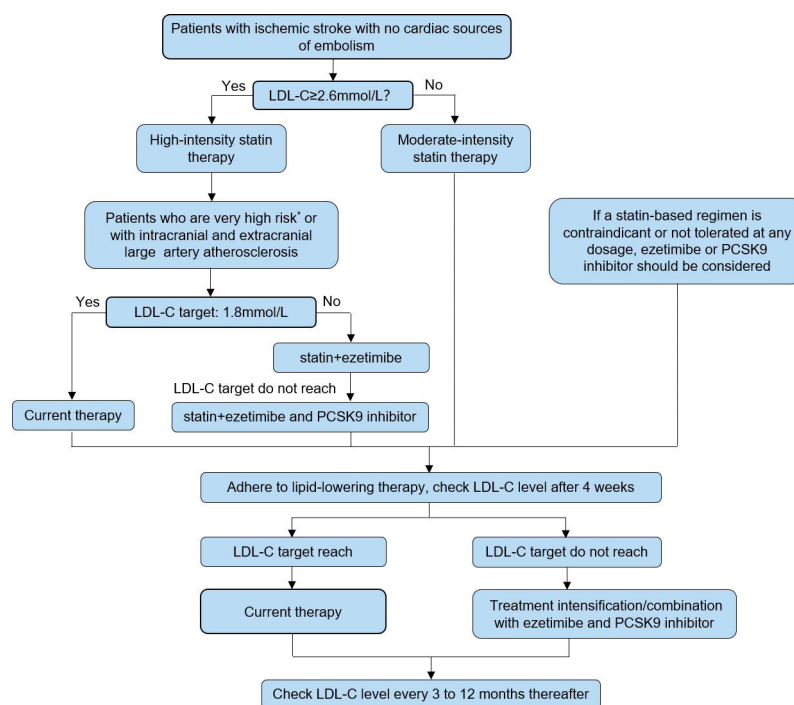 Patients with ischemic stroke with no cardiac sources
of embolism
Yes
LDL-C≥2.6mmol/L?
No
High-intensity statin
therapy
Moderate-intensity
statin therapy
Patients who are very high risk* or
with intracranial and extracranial
large artery atherosclerosis
If a statin-based regimen is
contraindicant or not tolerated at any
dosage, ezetimibe or PCSK9
inhibitor should be considered
Yes
LDL-C target: 1.8mmol/L
No
statin+ezetimibe
LDL-C target do not reach
Current therapy
statin+ezetimibe and PCSK9 inhibitor
Adhere to lipid-lowering therapy, check LDL-C level after 4 weeks
LDL-C target reach
LDL-C target do not reach
Current therapy
Treatment intensification/combination
with ezetimibe and PCSK9 inhibitor
Check LDL-C level every 3 to 12 months thereafter